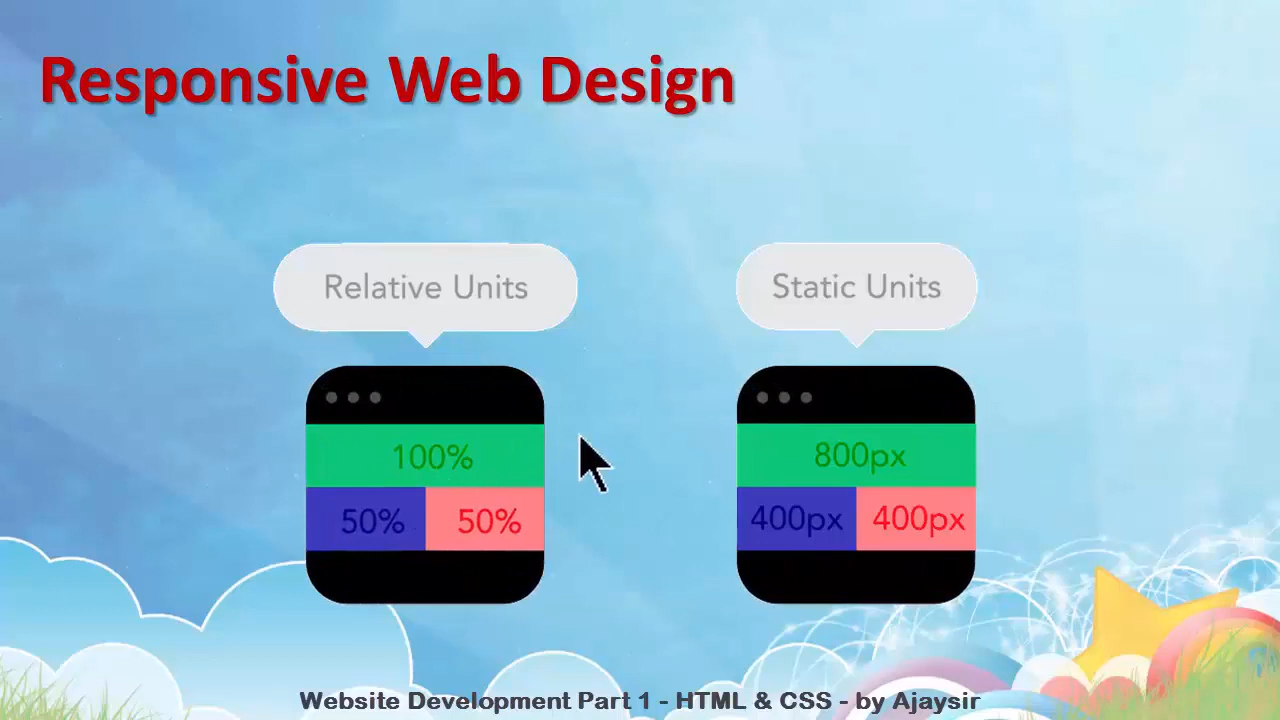 Responsive Web Design
Relative Units
Static Units
100%
50% 50%
800px
400px 400px
Website Development Part 1 - HTML & CSS - by Ajaysir